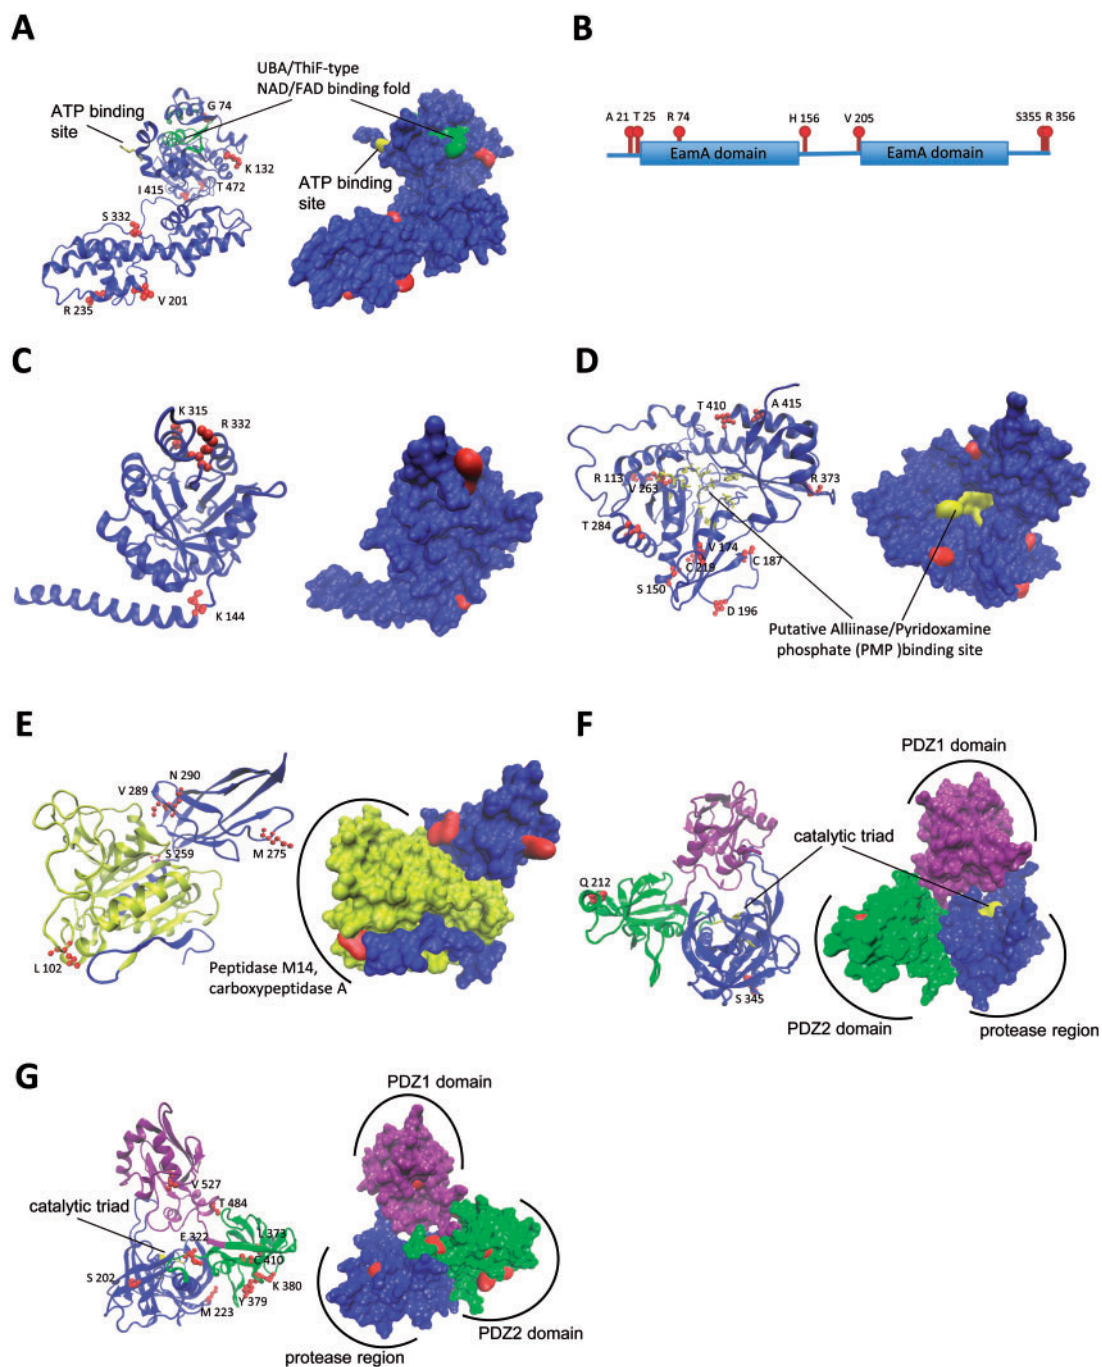 A
UBA/ThiF-type
NAD/FAD binding fold
G 74
ATP binding
site
K 132
I 415
T 472
ATP binding
site
S 332
R 235
V 201
B
A 21
T 25
R 74
H 156
V 205
S355
R 356
EamA domain
EamA domain
C
K 315
R 332
K 144
D
T 410
A 415
R 113
V 263
R 373
T 284
V 174
C 219
C 187
S 150
D 196
Putative Alliinase/Pyridoxamine
phosphate (PMP )binding site
E
N 290
V 289
S 259
M 275
L 102
Peptidase M14,
carboxypeptidase A
F
PDZ1 domain
catalytic triad
Q 212
S 345
PDZ2 domain
protease region
G
PDZ1 domain
V 527
catalytic triad
T 484
E 322
L 373
C 410
S 202
K 380
Y 379
M 223
PDZ2 domain
protease region